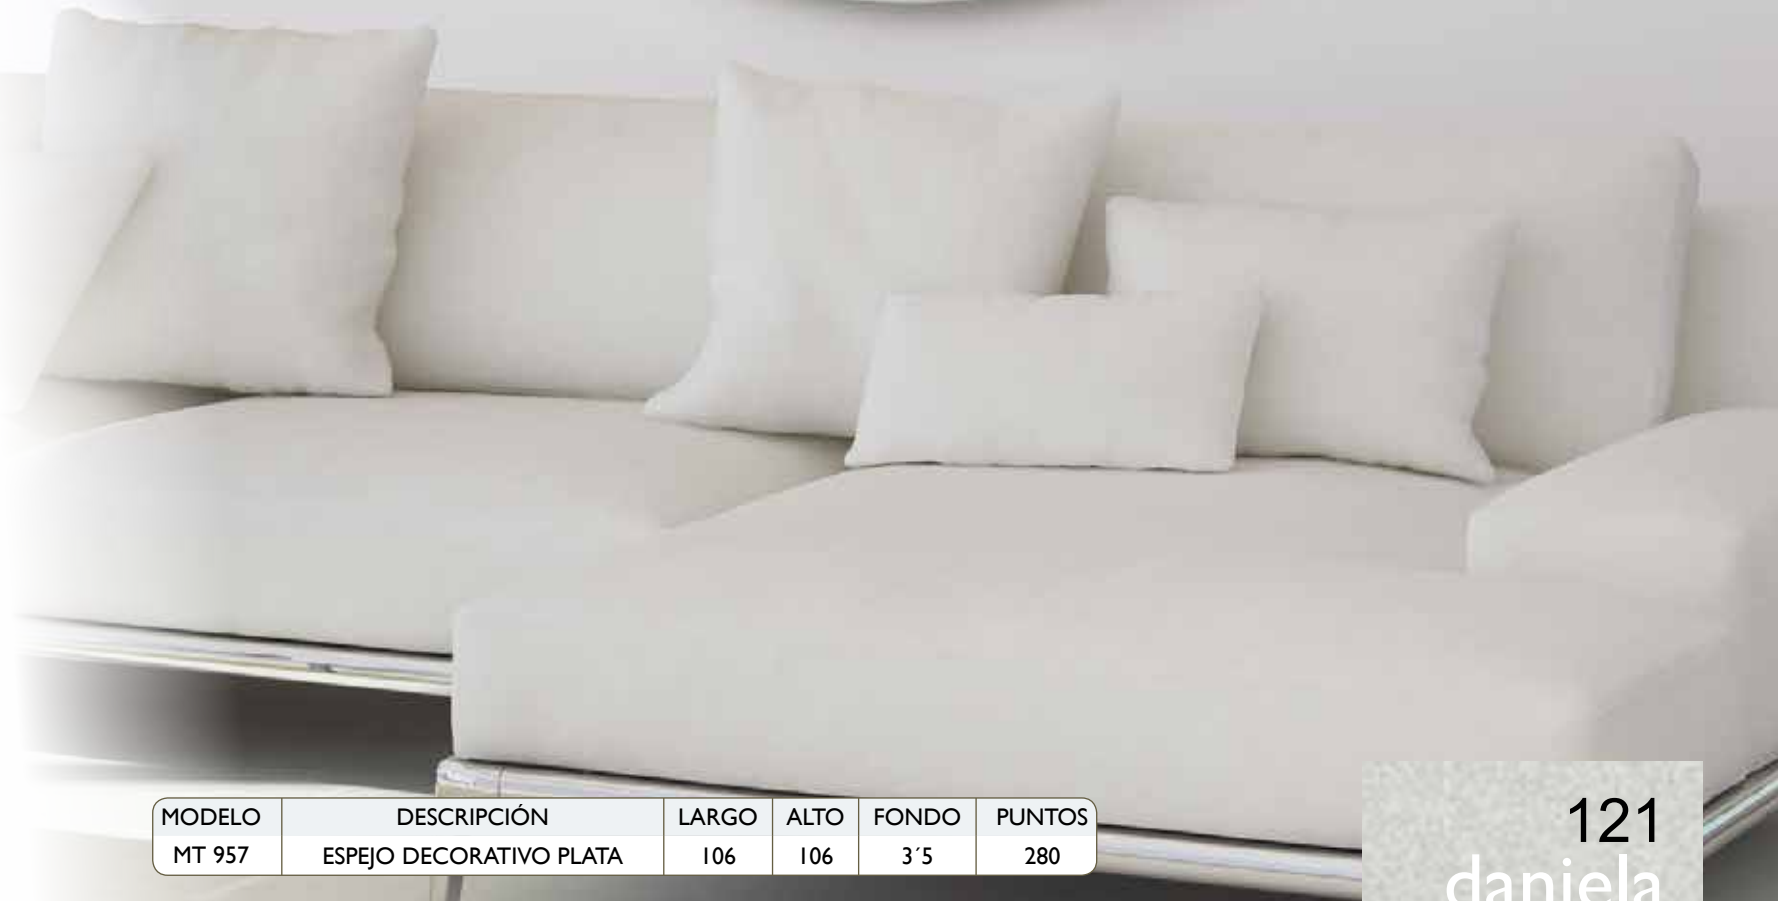 MODELO DESCRIPCIÓN LARGO ALTO FONDO PUNTOS
MT 957 ESPEJO DECORATIVO PLATA 106 106 3´5 280
121
daniela